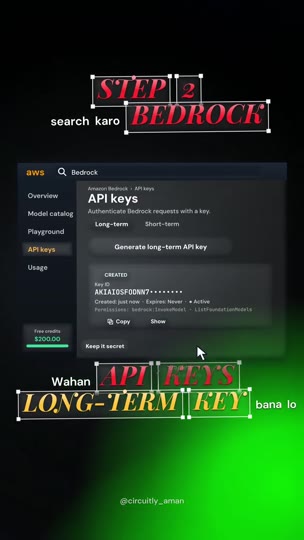 STEP 2
search karo BEDROCK
aws Bedrock
Overview
Model catalog
Playground
API keys
Usage
Free credits
$200.00
Amazon Bedrock › API keys
API keys
Authenticate Bedrock requests with a key.
Long-term Short-term
Generate long-term API key
CREATED
Key ID
AKIAIOSFODNN7••••••••
Created: just now · Expires: Never · • Active
Permissions: bedrock:InvokeModel · ListFoundationModels
Copy Show
Keep it secret
Wahan API KEYS
LONG-TERM KEY bana lo
@circuitly_aman